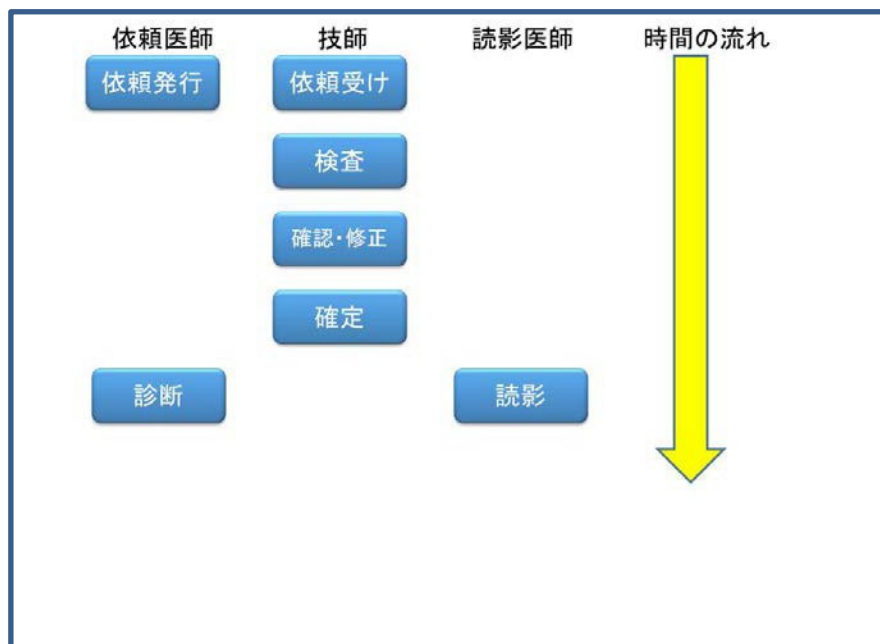 依頼医師 技師 読影医師 時間の流れ
依頼発行 依頼受け
検査
確認・修正
確定
診断 読影